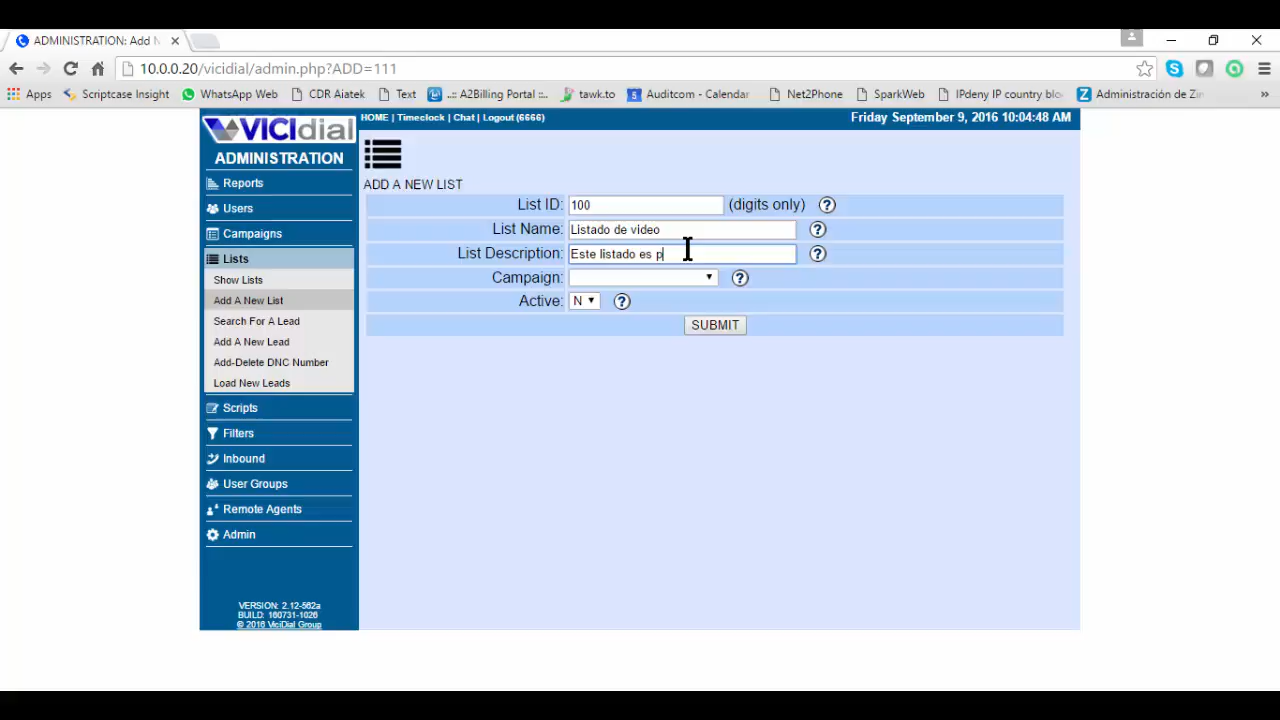 ADMINISTRATION: Add N
10.0.0.20/vicidial/admin.php?ADD=111
Apps Scriptcase Insight WhatsApp Web CDR Aiatek Text ..:: A2Billing Portal ::.. tawk.to Auditcom - Calendar Net2Phone SparkWeb IPdeny IP country blo Administración de Zi
VICIdial
HOME | Timeclock | Chat | Logout (6666)
Friday September 9, 2016 10:04:48 AM
ADMINISTRATION
Reports
Users
Campaigns
Lists
Show Lists
Add A New List
Search For A Lead
Add A New Lead
Add-Delete DNC Number
Load New Leads
Scripts
Filters
Inbound
User Groups
Remote Agents
Admin
VERSION: 2.12-562a
BUILD: 160731-1026
© 2016 ViciDial Group
ADD A NEW LIST
List ID: 100 (digits only) ?
List Name: Listado de video ?
List Description: Este listado es p ?
Campaign: ?
Active: N ?
SUBMIT